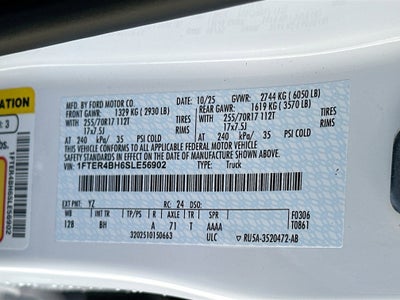 MFD. BY FORD MOTOR CO. 10/25 GVWR: 2744 KG ( 6050 LB)
FRONT GAWR: 1329 KG ( 2930 LB) REAR GAWR: 1619 KG ( 3570 LB)
WITH WITH
255/70R17 112T TIRES 255/70R17 112T TIRES
17x7.5J RIMS 17x7.5J RIMS
AT 240 kPa/ 35 PSI COLD AT 240 kPa/ 35 PSI COLD
THIS VEHICLE CONFORMS TO ALL APPLICABLE FEDERAL MOTOR VEHICLE
SAFETY STANDARDS IN EFFECT ON THE DATE OF MANUFACTURE SHOWN ABOVE.
VIN: 1FTER4BH6SLE56902 TYPE: Truck
EXT PNT: YZ RC: 24 DSO:
WB INT TR TP/PS R AXLE TR SPR F0306
128 BH A 71 T AAAA T0B61
3202510150663 ULC RU5A-3520472-AB
ATION
: 3
bs.
1FTER4BH6SLE56902